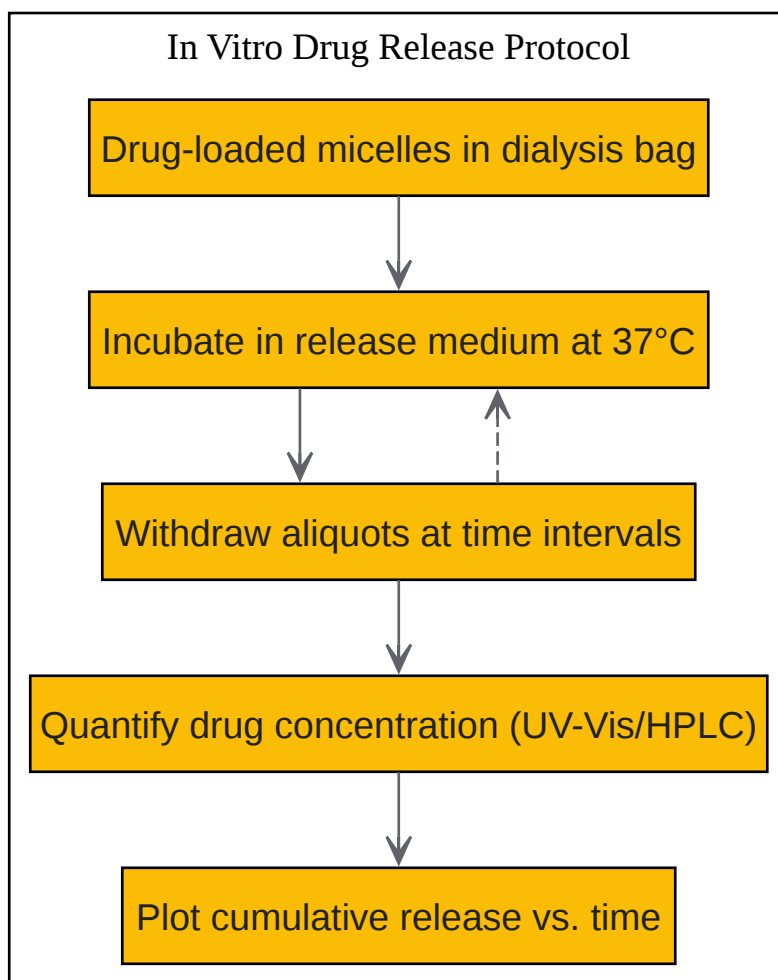 In Vitro Drug Release Protocol
Drug-loaded micelles in dialysis bag
Incubate in release medium at 37°C
Withdraw aliquots at time intervals
Quantify drug concentration (UV-Vis/HPLC)
Plot cumulative release vs. time